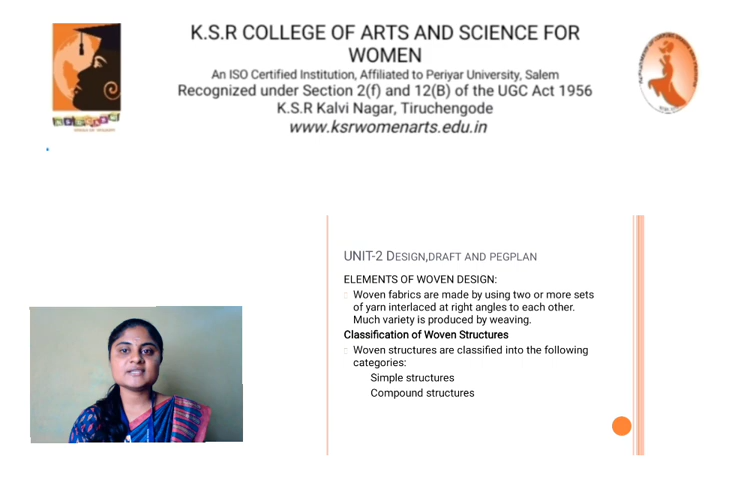 K.S.R COLLEGE OF ARTS AND SCIENCE FOR
WOMEN
An ISO Certified Institution, Affiliated to Periyar University, Salem
Recognized under Section 2(f) and 12(B) of the UGC Act 1956
K.S.R Kalvi Nagar, Tiruchengode
www.ksrwomenarts.edu.in
UNIT-2 DESIGN,DRAFT AND PEGPLAN
ELEMENTS OF WOVEN DESIGN:
Woven fabrics are made by using two or more sets
of yarn interlaced at right angles to each other.
Much variety is produced by weaving.
Classification of Woven Structures
Woven structures are classified into the following
categories:
Simple structures
Compound structures